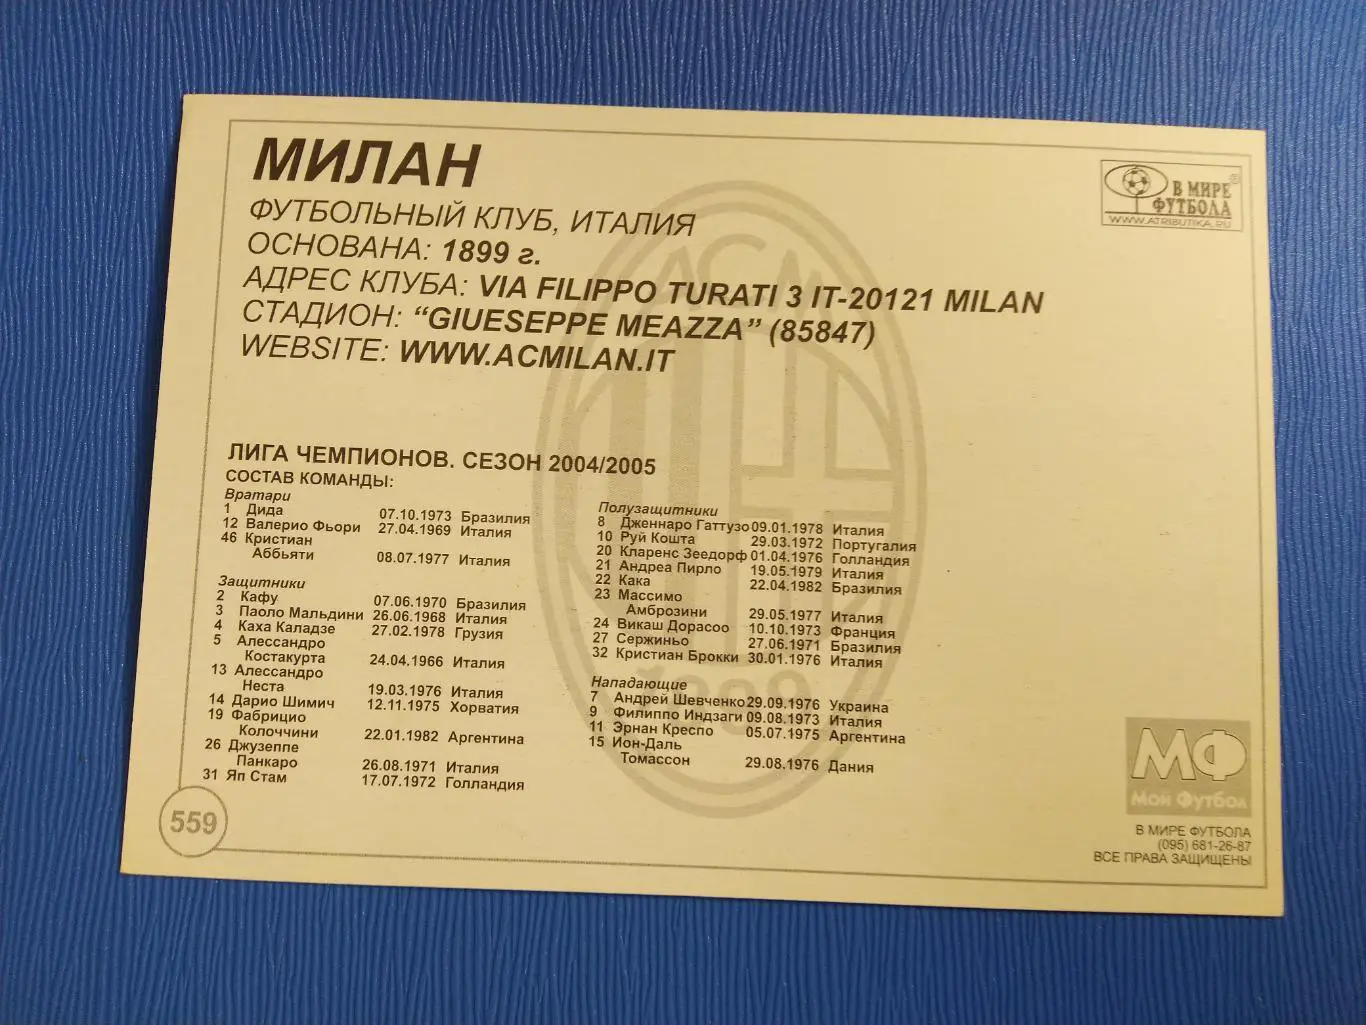 МИЛАН
ФУТБОЛЬНЫЙ КЛУБ, ИТАЛИЯ
ОСНОВАНА: 1899 г.
АДРЕС КЛУБА: VIA FILIPPO TURATI 3 IT-20121 MILAN
СТАДИОН: “GIUESEPPE MEAZZA” (85847)
WEBSITE: WWW.ACMILAN.IT
В МИРЕ ®
ФУТБОЛА
WWW.ATRIBUTIKA.RU
ACM
1899
ЛИГА ЧЕМПИОНОВ. СЕЗОН 2004/2005
СОСТАВ КОМАНДЫ:
Вратари
1 Дида 07.10.1973 Бразилия
12 Валерио Фьори 27.04.1969 Италия
46 Кристиан
Аббьяти 08.07.1977 Италия
Защитники
2 Кафу 07.06.1970 Бразилия
3 Паоло Мальдини 26.06.1968 Италия
4 Каха Каладзе 27.02.1978 Грузия
5 Алессандро
Костакурта 24.04.1966 Италия
13 Алессандро
Неста 19.03.1976 Италия
14 Дарио Шимич 12.11.1975 Хорватия
19 Фабрицио
Колоччини 22.01.1982 Аргентина
26 Джузеппе
Панкаро 26.08.1971 Италия
31 Яп Стам 17.07.1972 Голландия
Полузащитники
8 Дженнаро Гаттузо 09.01.1978 Италия
10 Руй Кошта 29.03.1972 Португалия
20 Кларенс Зеедорф 01.04.1976 Голландия
21 Андреа Пирло 19.05.1979 Италия
22 Кака 22.04.1982 Бразилия
23 Массимо
Амброзини 29.05.1977 Италия
24 Викаш Дорасоо 10.10.1973 Франция
27 Сержиньо 27.06.1971 Бразилия
32 Кристиан Брокки 30.01.1976 Италия
Нападающие
7 Андрей Шевченко 29.09.1976 Украина
9 Филиппо Индзаги 09.08.1973 Италия
11 Эрнан Креспо 05.07.1975 Аргентина
15 Йон-Даль
Томассон 29.08.1976 Дания
559
МФ
Мой Футбол
В МИРЕ ФУТБОЛА
(095) 681-26-87
ВСЕ ПРАВА ЗАЩИЩЕНЫ